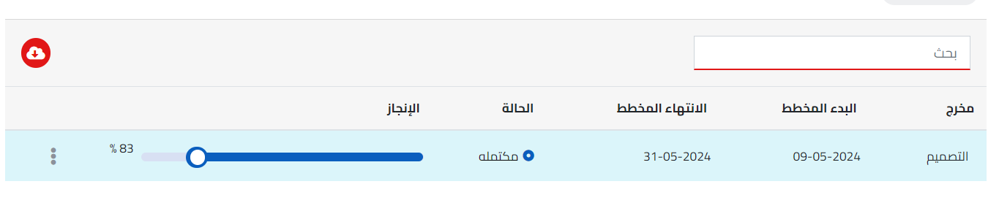 بحث
مخرج البدء المخطط الانتهاء المخطط الحالة الإنجاز
التصميم 09-05-2024 31-05-2024 مكتمله 83 %